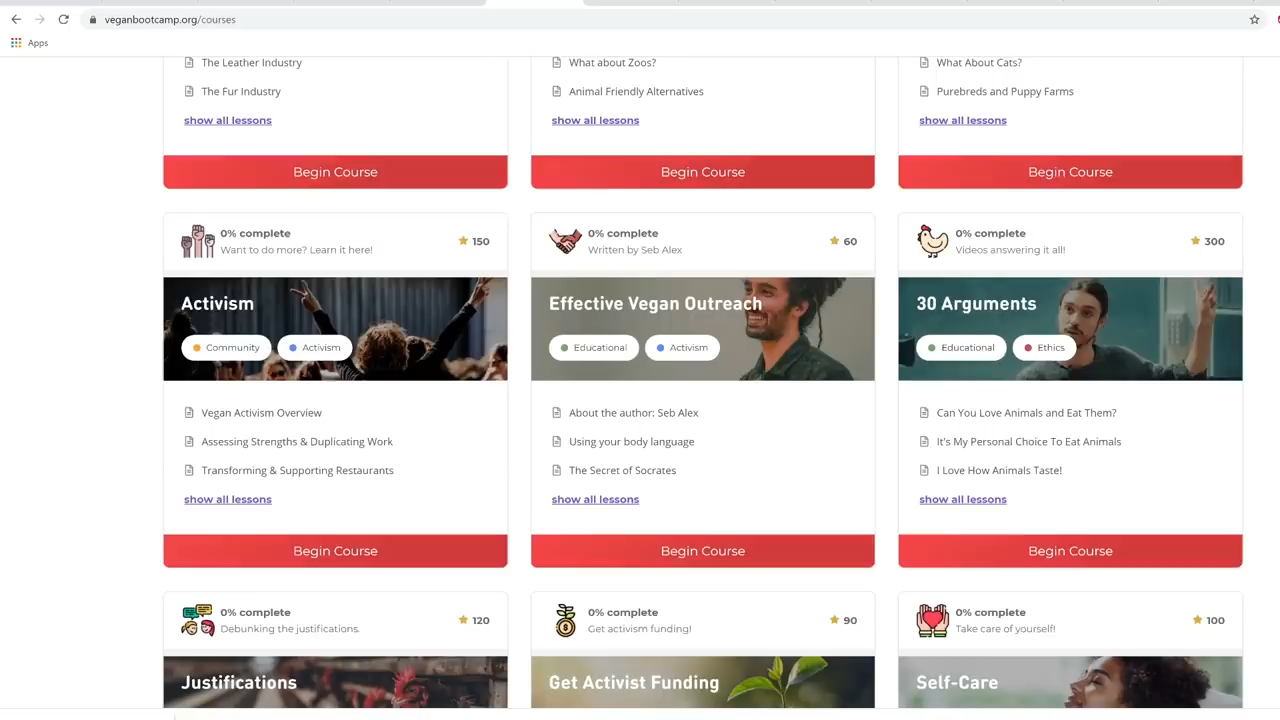 veganbootcamp.org/courses
Apps
The Leather Industry
The Fur Industry
show all lessons
Begin Course
What about Zoos?
Animal Friendly Alternatives
show all lessons
Begin Course
What About Cats?
Purebreds and Puppy Farms
show all lessons
Begin Course
0% complete
Want to do more? Learn it here!
150
Activism
Community
Activism
Vegan Activism Overview
Assessing Strengths & Duplicating Work
Transforming & Supporting Restaurants
show all lessons
Begin Course
0% complete
Written by Seb Alex
60
Effective Vegan Outreach
Educational
Activism
About the author: Seb Alex
Using your body language
The Secret of Socrates
show all lessons
Begin Course
0% complete
Videos answering it all!
300
30 Arguments
Educational
Ethics
Can You Love Animals and Eat Them?
It's My Personal Choice To Eat Animals
I Love How Animals Taste!
show all lessons
Begin Course
0% complete
Debunking the justifications.
120
Justifications
0% complete
Get activism funding!
90
Get Activist Funding
0% complete
Take care of yourself!
100
Self-Care